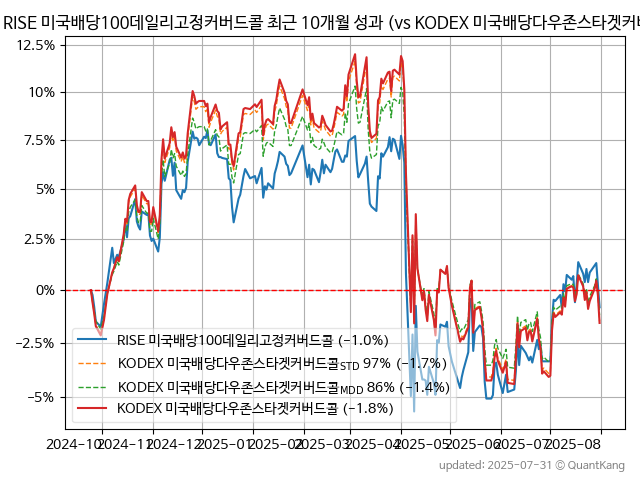 RISE 미국배당100데일리고정커버드콜 최근 10개월 성과 (vs KODEX 미국배당다우존스타겟커버
12.5%
10%
7.5%
5%
2.5%
0%
−2.5%
−5%
RISE 미국배당100데일리고정커버드콜 (−1.0%)
KODEX 미국배당다우존스타겟커버드콜STD 97% (−1.7%)
KODEX 미국배당다우존스타겟커버드콜MDD 86% (−1.4%)
KODEX 미국배당다우존스타겟커버드콜 (−1.8%)
2024-10 2024-11 2024-12 2025-01 2025-02 2025-03 2025-04 2025-05 2025-06 2025-07 2025-08
updated: 2025-07-31 © QuantKang